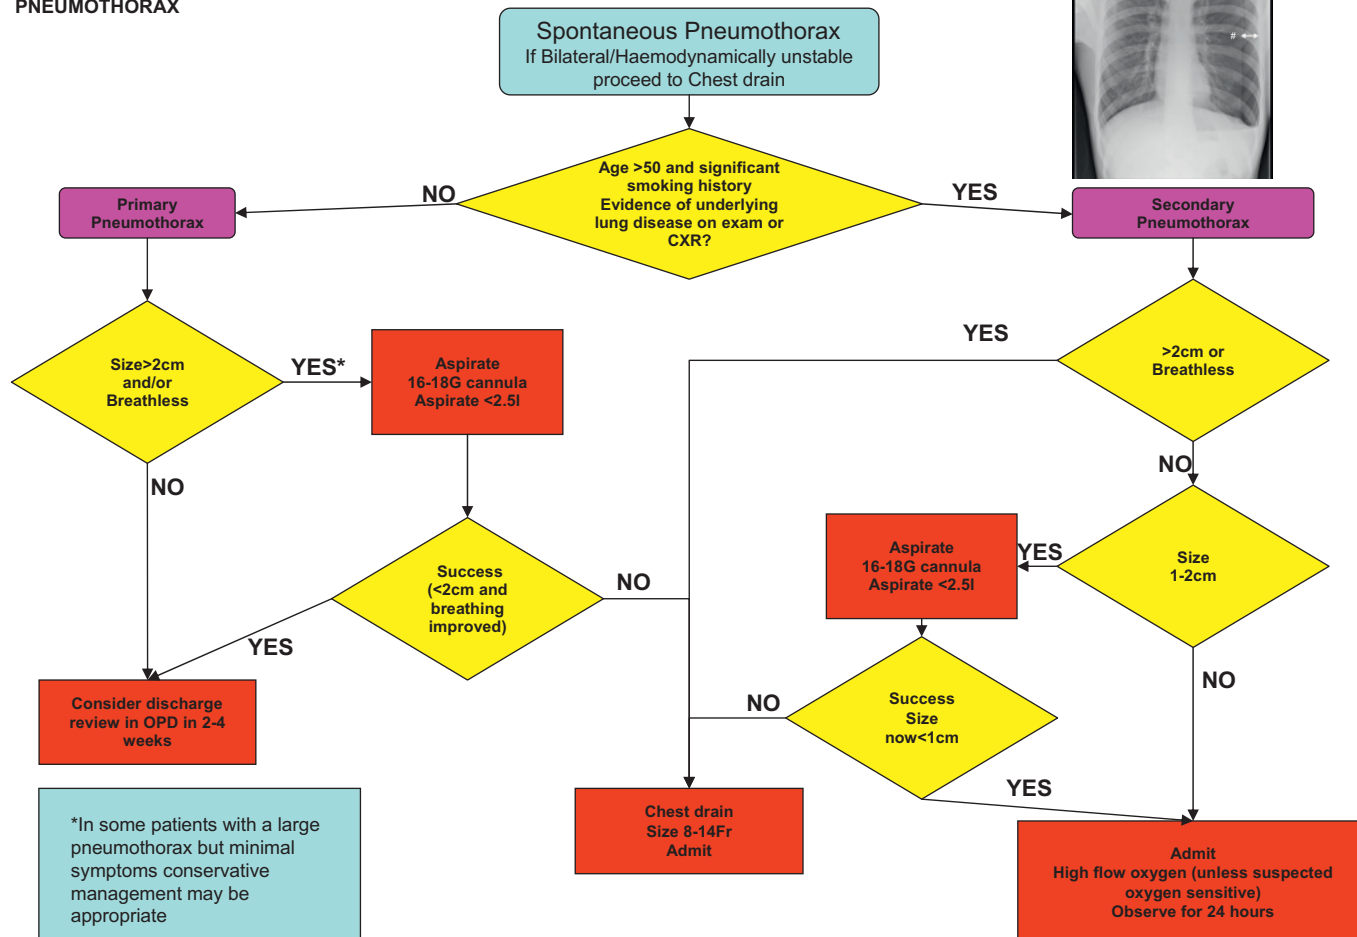 PNEUMOTHORAX
Spontaneous Pneumothorax
If Bilateral/Haemodynamically unstable
proceed to Chest drain
#
Age >50 and significant
smoking history
Evidence of underlying
lung disease on exam or
CXR?
NO
YES
Primary
Pneumothorax
Secondary
Pneumothorax
Size>2cm
and/or
Breathless
YES*
Aspirate
16-18G cannula
Aspirate <2.5l
YES
>2cm or
Breathless
NO
NO
Success
(<2cm and
breathing
improved)
NO
YES
Aspirate
16-18G cannula
Aspirate <2.5l
YES
Size
1-2cm
NO
Success
Size
now<1cm
NO
YES
Consider discharge
review in OPD in 2-4
weeks
Chest drain
Size 8-14Fr
Admit
Admit
High flow oxygen (unless suspected
oxygen sensitive)
Observe for 24 hours
*In some patients with a large
pneumothorax but minimal
symptoms conservative
management may be
appropriate